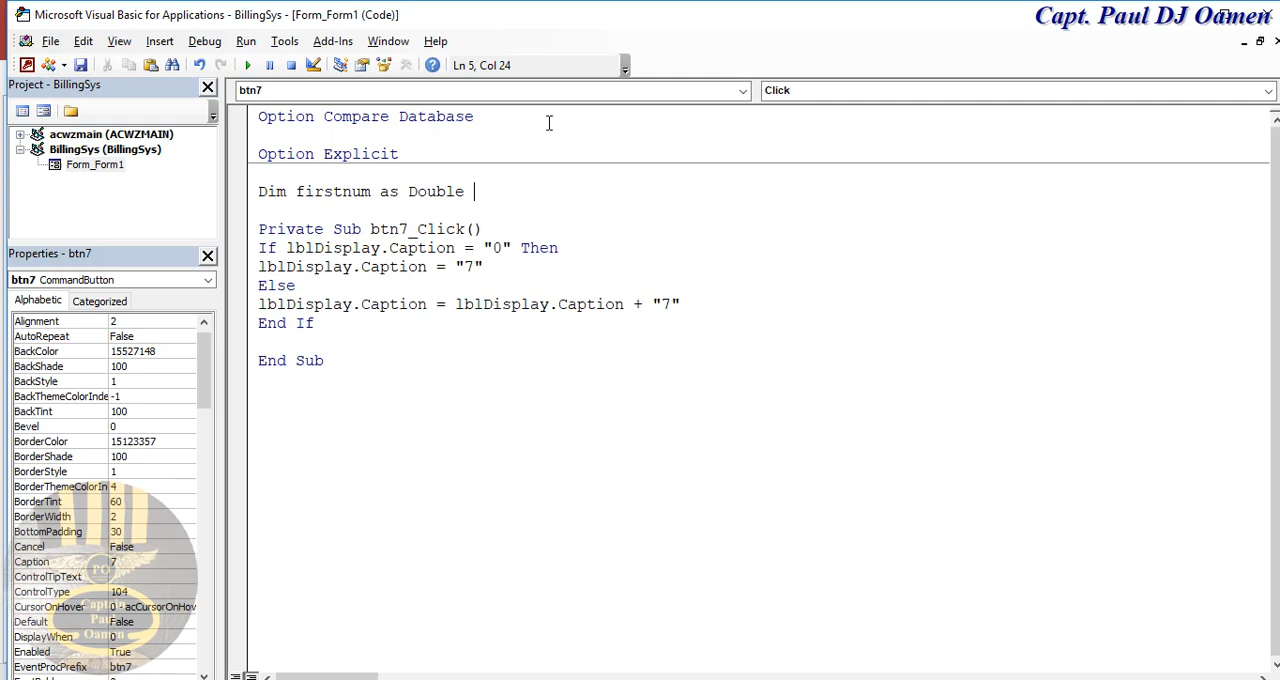 Microsoft Visual Basic for Applications - BillingSys - [Form_Form1 (Code)]
Capt. Paul DJ Oamen
File Edit View Insert Format Debug Run Tools Add-Ins Window Help
Ln 5, Col 24
Project - BillingSys
btn7
Click
acwzmain (ACWZMAIN)
BillingSys (BillingSys)
Form_Form1
Option Compare Database
Option Explicit
Dim firstnum as Double
Private Sub btn7_Click()
If lblDisplay.Caption = "0" Then
lblDisplay.Caption = "7"
Else
lblDisplay.Caption = lblDisplay.Caption + "7"
End If
End Sub
Properties - btn7
btn7 CommandButton
Alphabetic Categorized
Alignment 2
AutoRepeat False
BackColor 15527148
BackShade 100
BackStyle 1
BackThemeColorInde -1
BackTint 100
Bevel 0
BorderColor 15123357
BorderShade 100
BorderStyle 1
BorderThemeColorIn 4
BorderTint 60
BorderWidth 2
BottomPadding 30
Cancel False
Caption 7
ControlTipText
ControlType 104
CursorOnHover 0 - acCursorOnHov
Default False
DisplayWhen 0
Enabled True
EventProcPrefix btn7
PO
Captain
Paul
Oamen